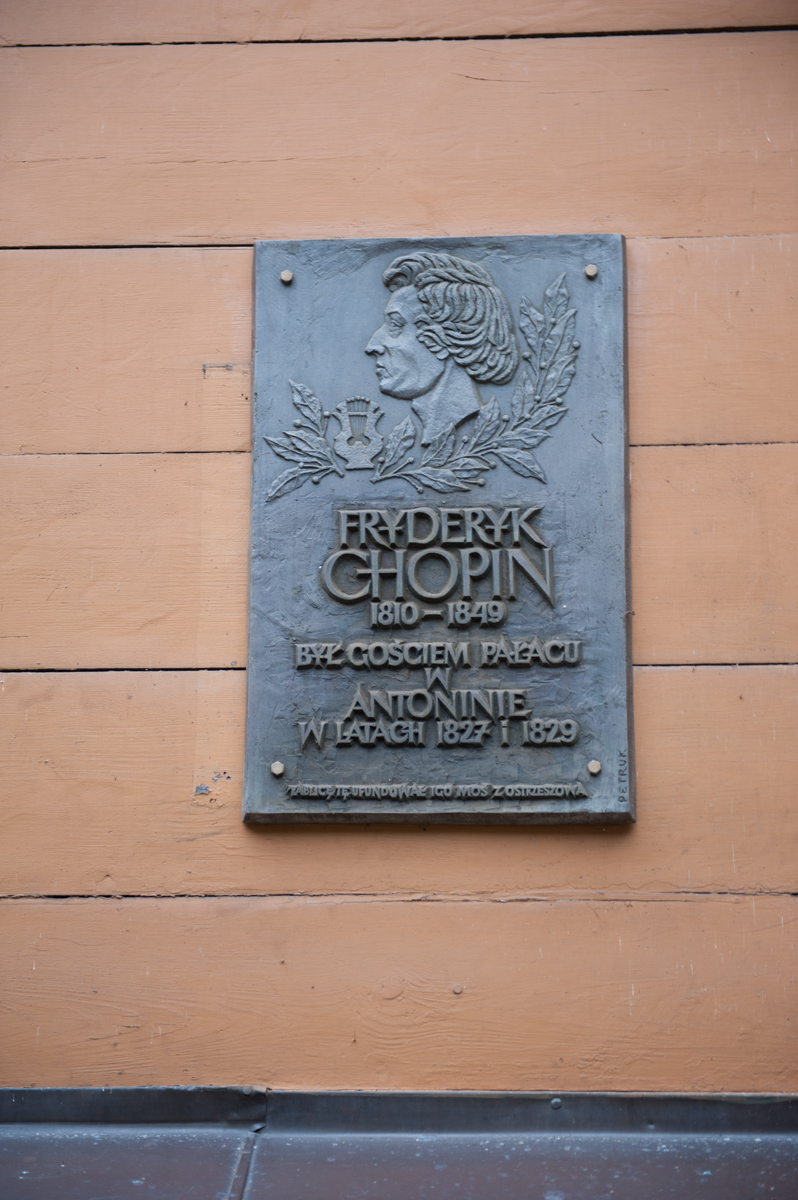 FRYDERYK
CHOPIN
1810–1849
BYŁ GOŚCIEM PAŁACU
W
ANTONINIE
W LATACH 1827 i 1829
TABLICĘ TĘ UFUNDOWAŁ IGO MOŚ Z OSTRZESZOWA
PETRUK